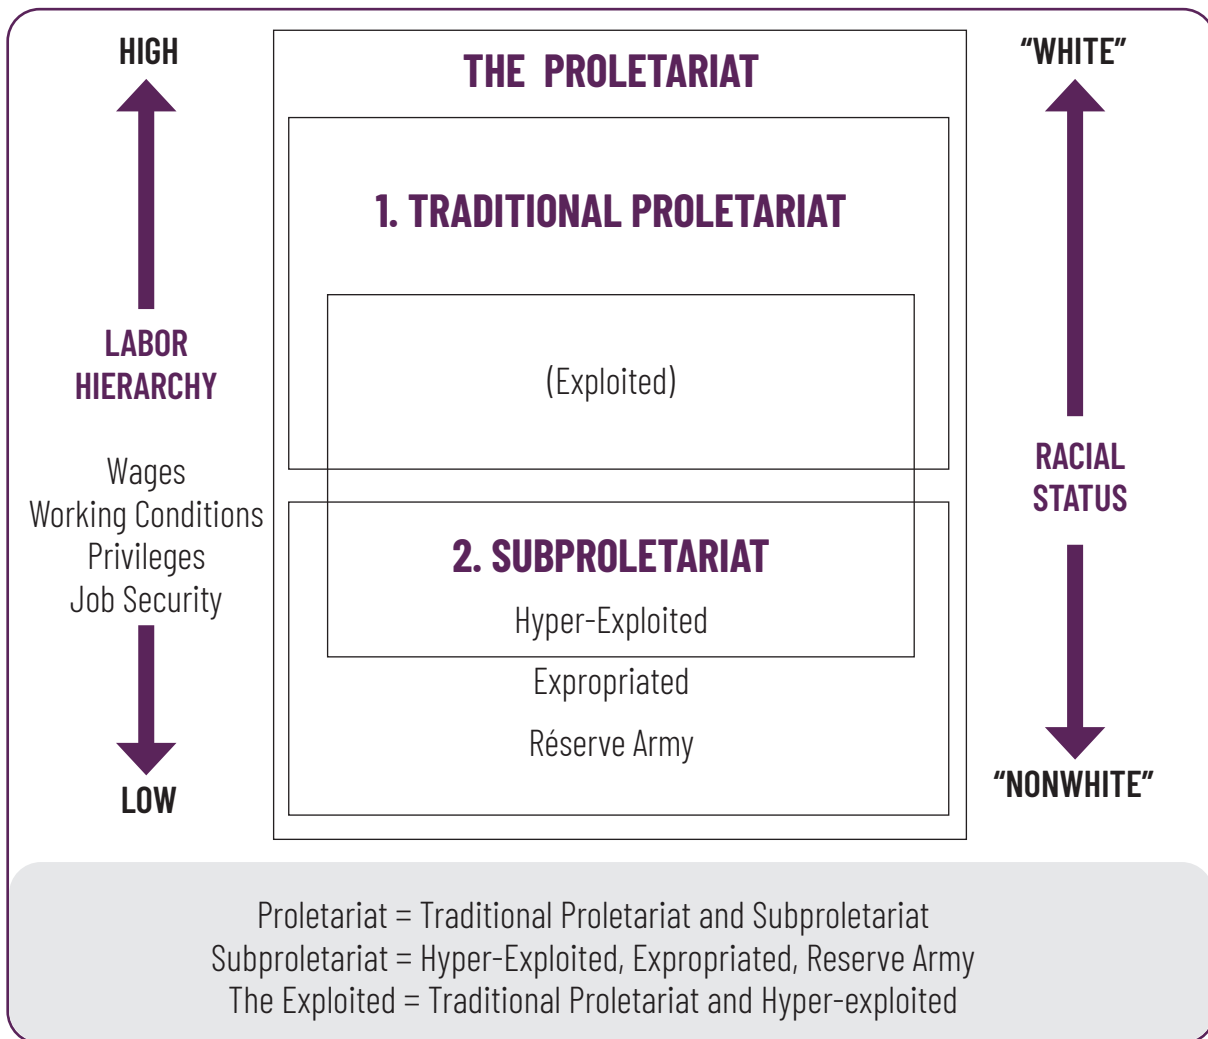 HIGH
"WHITE"
THE PROLETARIAT
1. TRADITIONAL PROLETARIAT
LABOR
HIERARCHY
(Exploited)
Wages
Working Conditions
Privileges
Job Security
RACIAL
STATUS
2. SUBPROLETARIAT
Hyper-Exploited
Expropriated
Réserve Army
LOW
"NONWHITE"
Proletariat = Traditional Proletariat and Subproletariat
Subproletariat = Hyper-Exploited, Expropriated, Reserve Army
The Exploited = Traditional Proletariat and Hyper-exploited